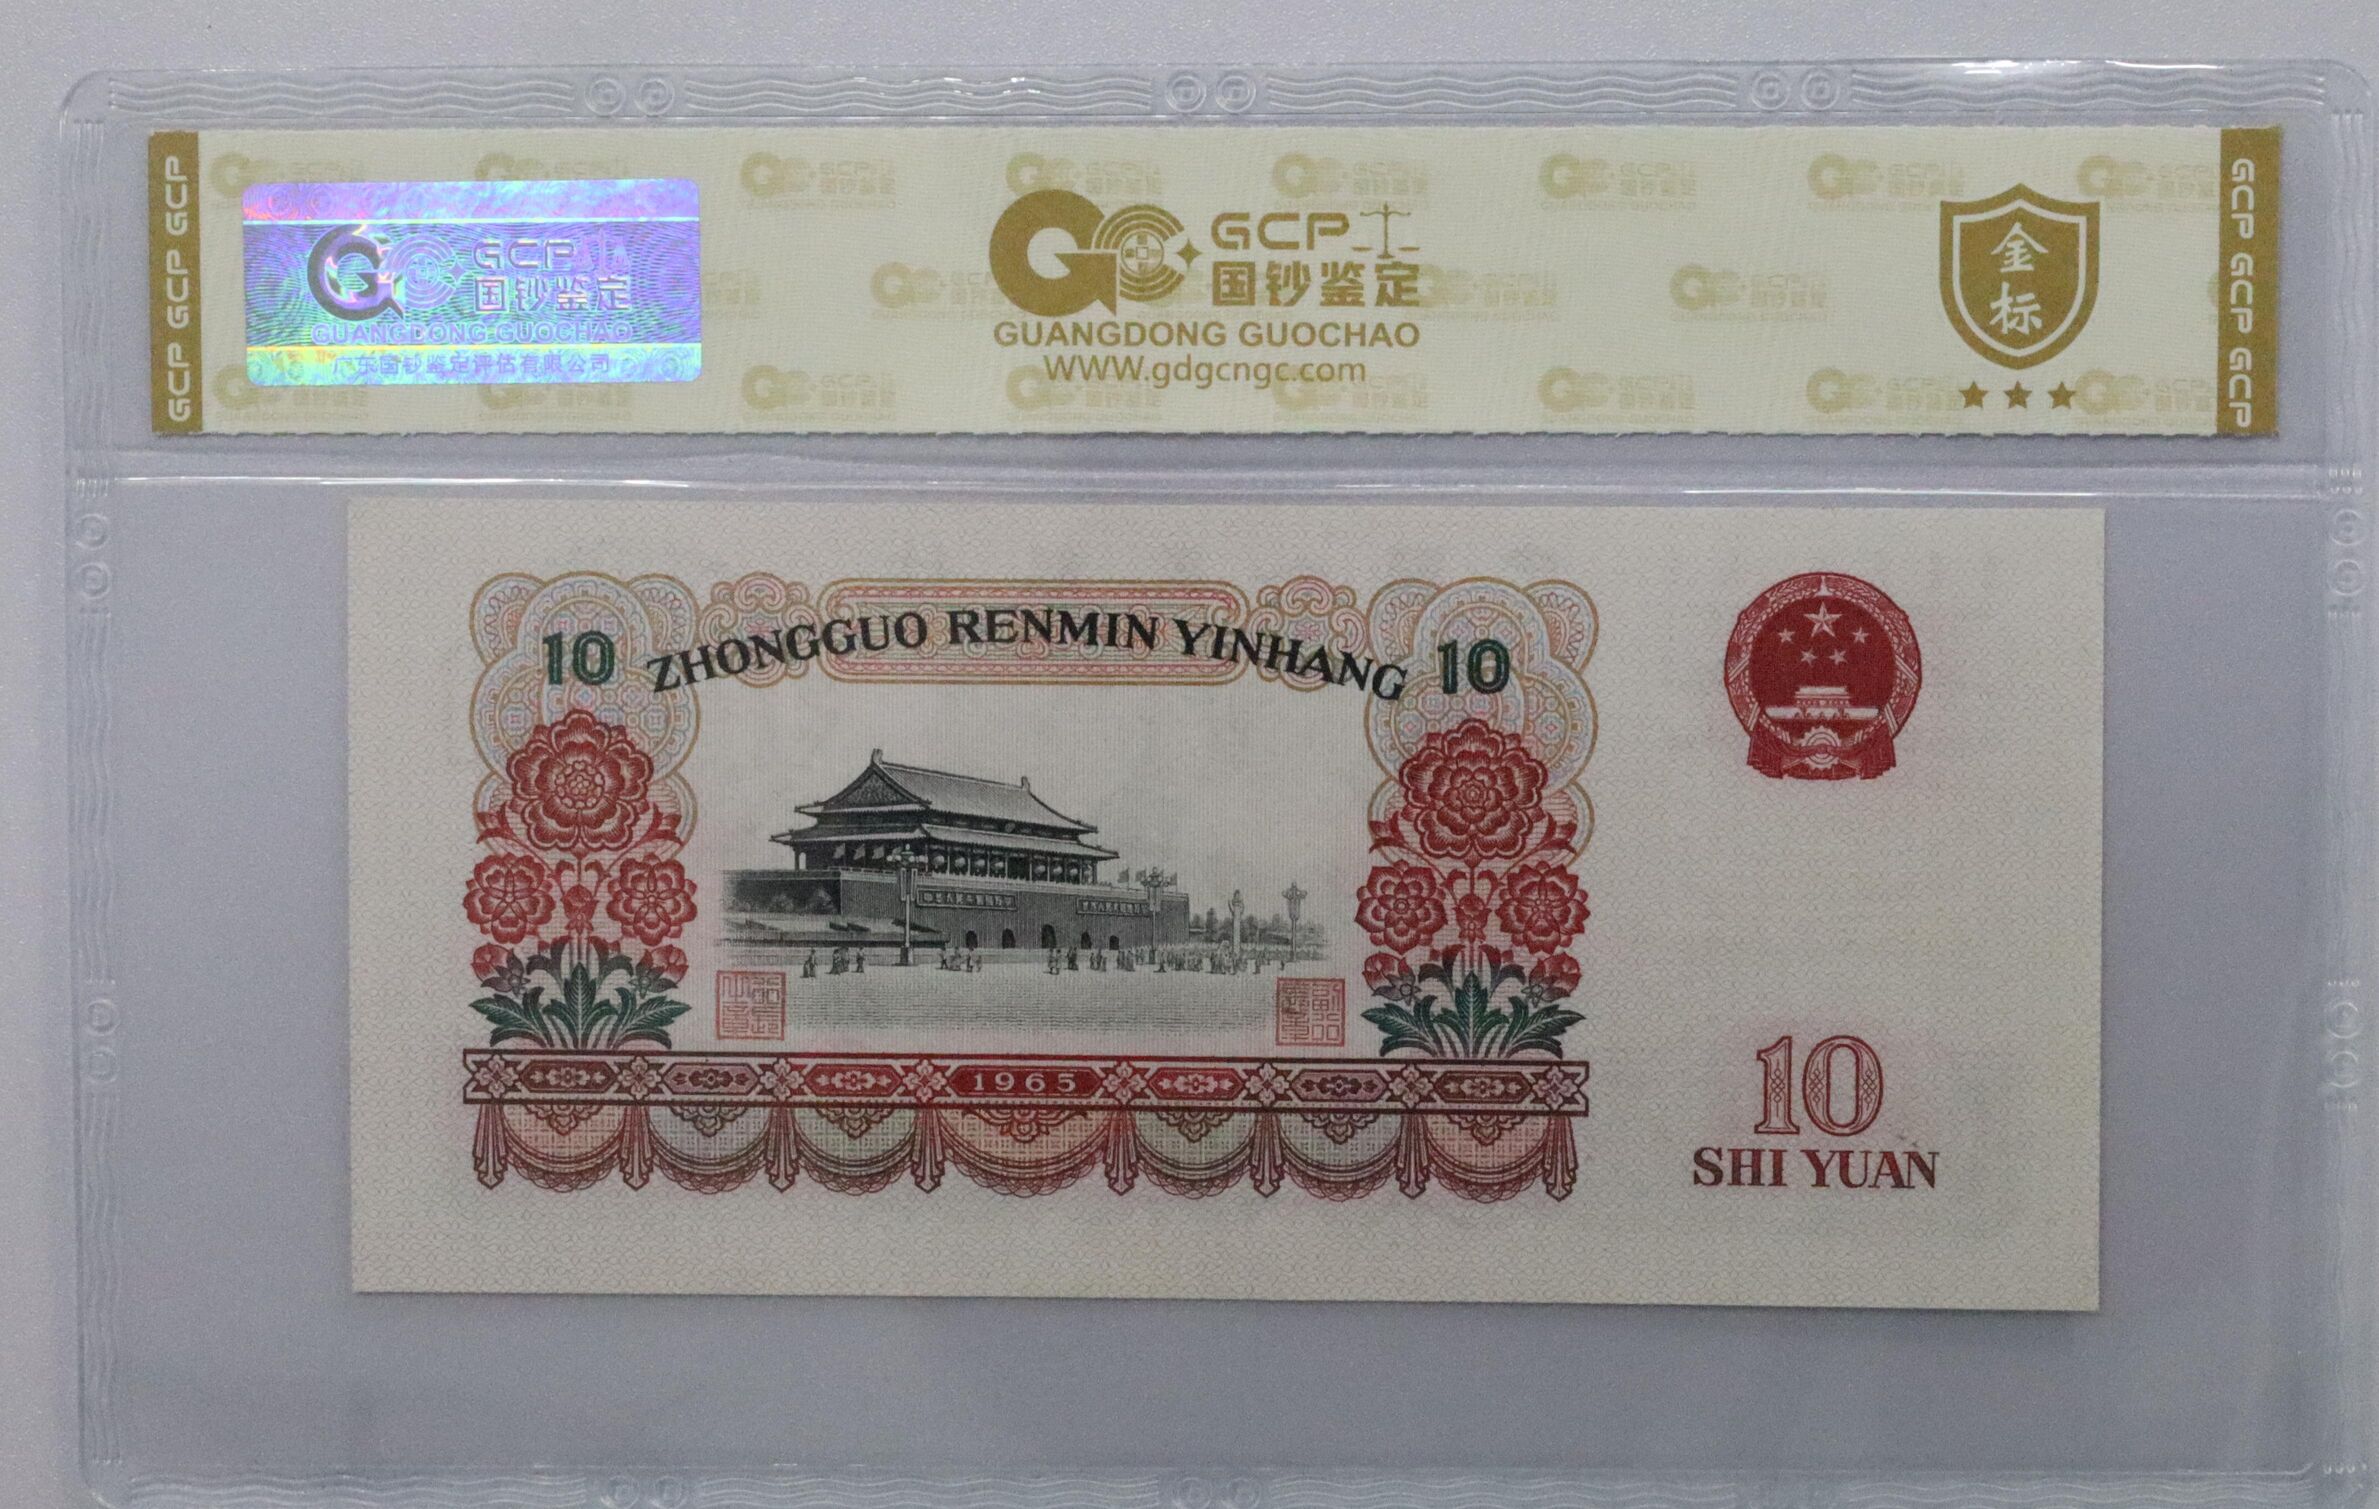 GCP GCP GCP
GCP
国钞鉴定
GUANGDONG GUOCHAO
广东国钞鉴定评估有限公司
GCP
国钞鉴定
GUANGDONG GUOCHAO
WWW.gdgcngc.com
金标
GCP GCP GCP
10 ZHONGGUO RENMIN YINHANG 10
1965
10
SHI YUAN